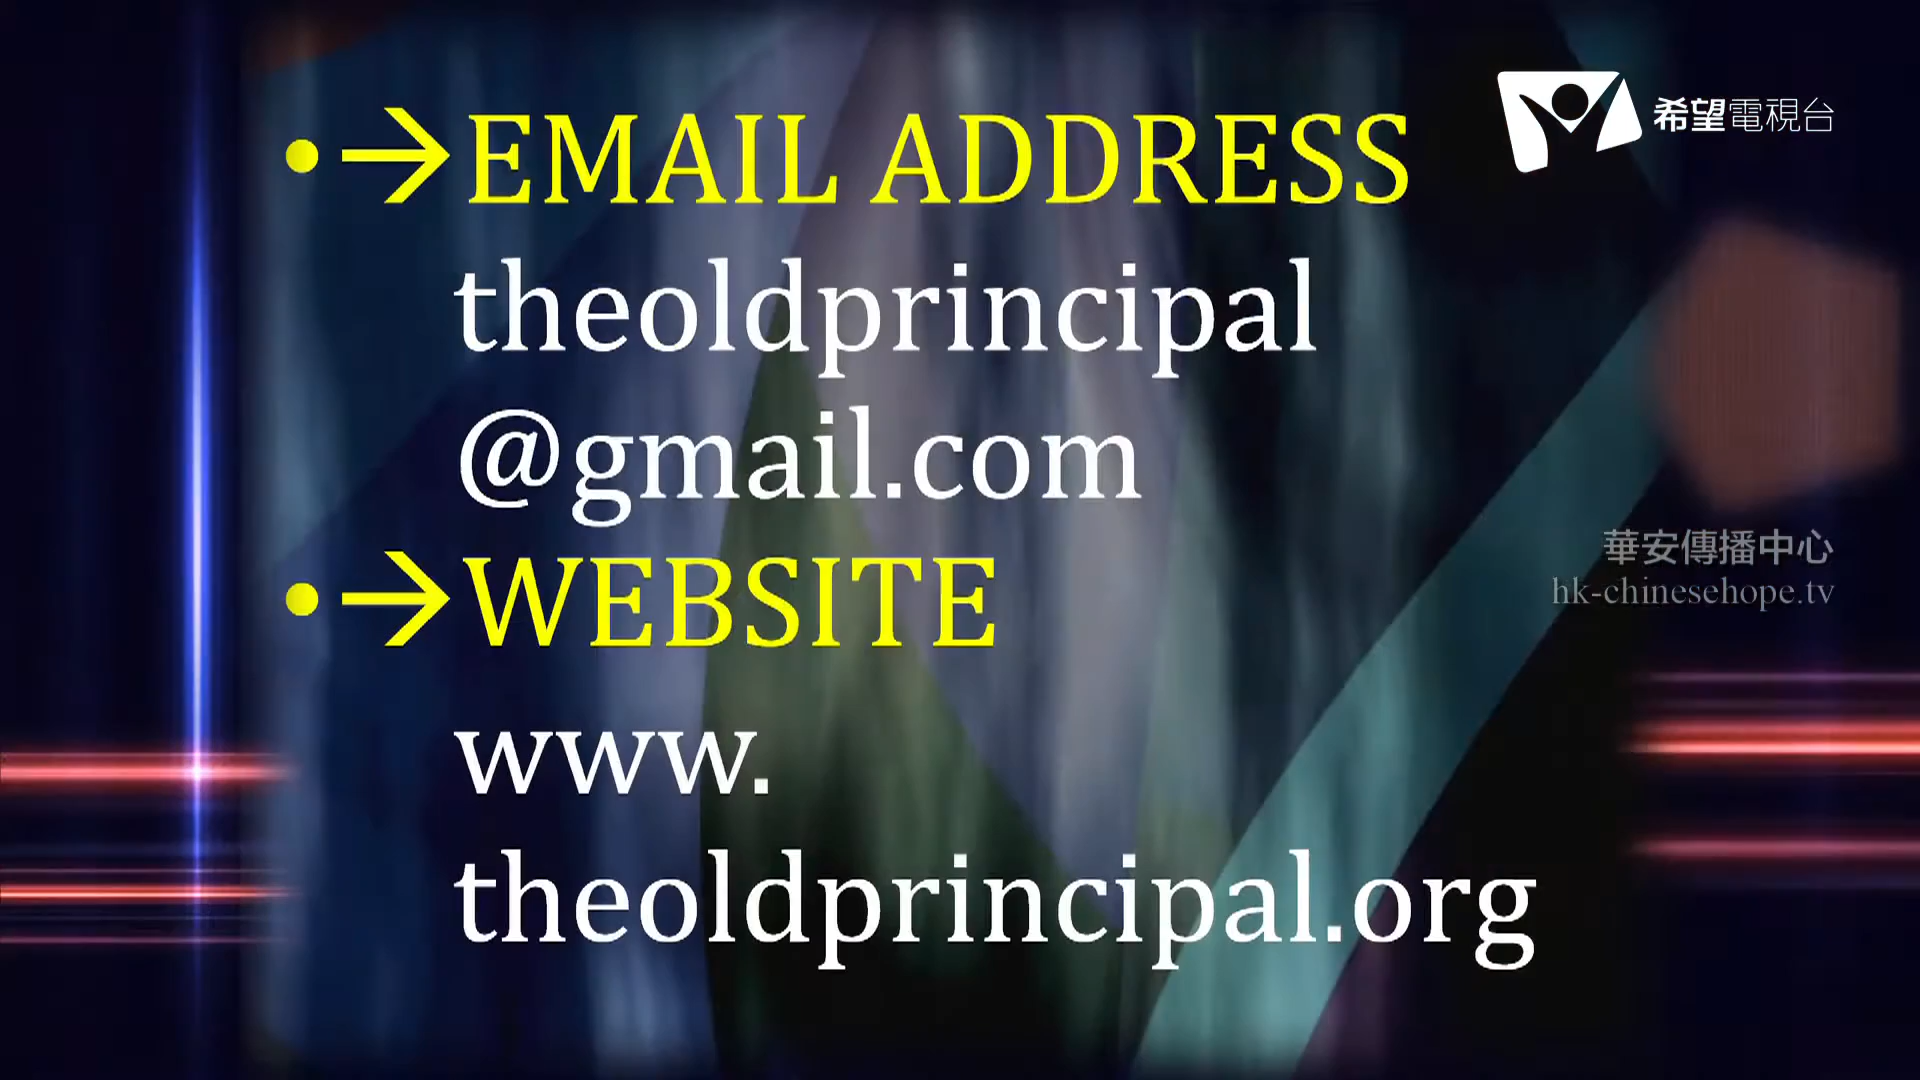 •→EMAIL ADDRESS
希望電視台
theoldprincipal
@gmail.com
華安傳播中心
hk-chinesehope.tv
•→WEBSITE
www.
theoldprincipal.org